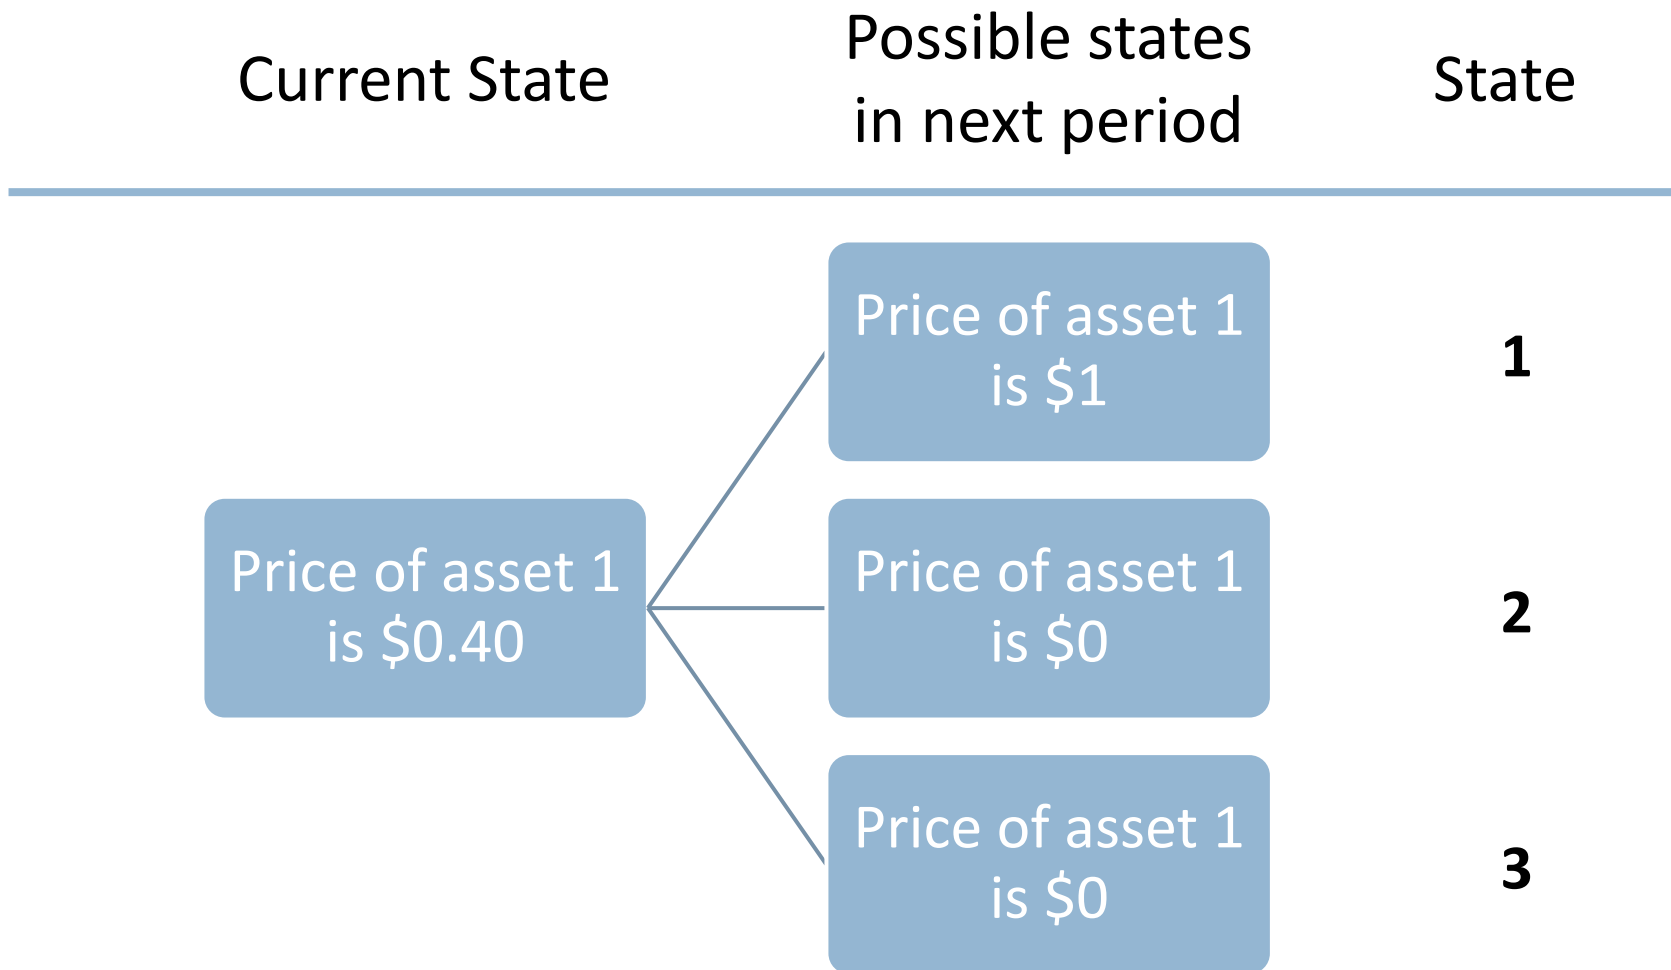 Current State
Possible states
in next period
State
Price of asset 1
is $1
1
Price of asset 1
is $0.40
Price of asset 1
is $0
2
Price of asset 1
is $0
3